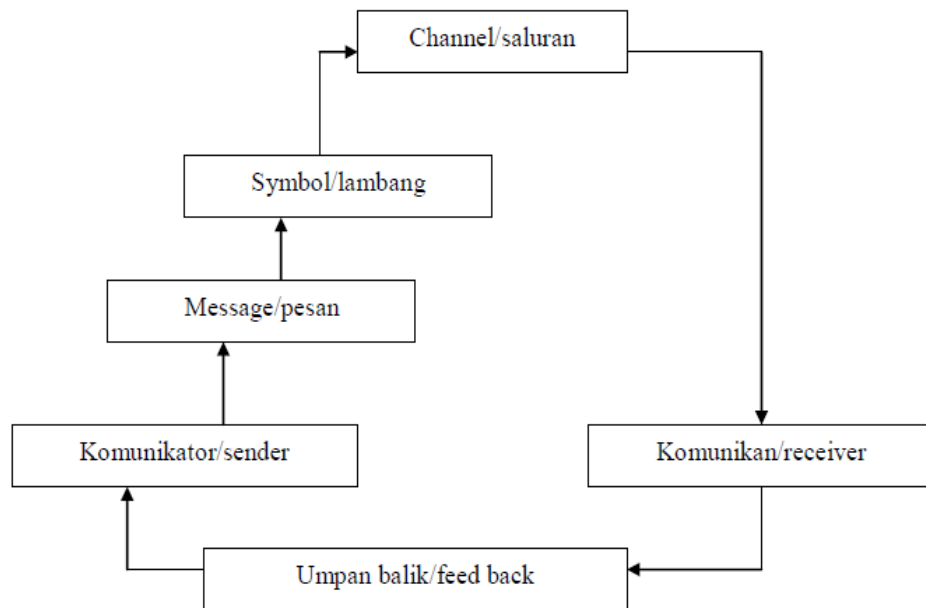 Channel/saluran
Symbol/lambang
Message/pesan
Komunikator/sender
Komunikan/receiver
Umpan balik/feed back